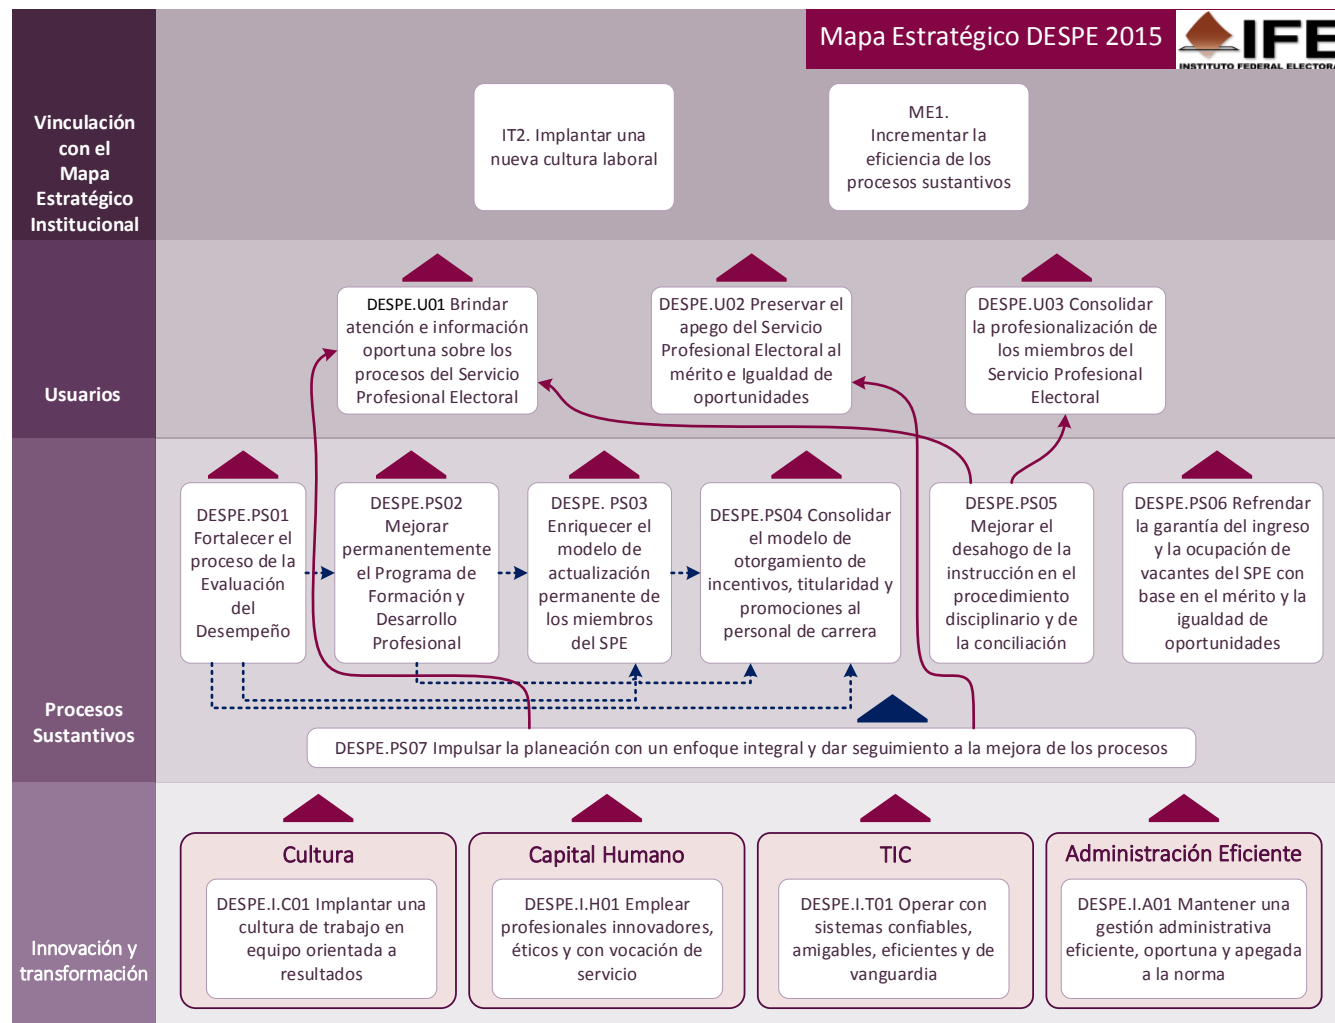 Mapa Estratégico DESPE 2015
IFE
INSTITUTO FEDERAL ELECTORAL
Vinculación
con el
Mapa
Estratégico
Institucional
IT2. Implantar una
nueva cultura laboral
ME1.
Incrementar la
eficiencia de los
procesos sustantivos
Usuarios
DESPE.U01 Brindar
atención e información
oportuna sobre los
procesos del Servicio
Profesional Electoral
DESPE.U02 Preservar el
apego del Servicio
Profesional Electoral al
mérito e Igualdad de
oportunidades
DESPE.U03 Consolidar
la profesionalización de
los miembros del
Servicio Profesional
Electoral
Procesos
Sustantivos
DESPE.PS01
Fortalecer el
proceso de la
Evaluación
del
Desempeño
DESPE.PS02
Mejorar
permanentemente
el Programa de
Formación y
Desarrollo
Profesional
DESPE. PS03
Enriquecer el
modelo de
actualización
permanente de
los miembros
del SPE
DESPE.PS04 Consolidar
el modelo de
otorgamiento de
incentivos, titularidad y
promociones al
personal de carrera
DESPE.PS05
Mejorar el
desahogo de la
instrucción en el
procedimiento
disciplinario y de
la conciliación
DESPE.PS06 Refrendar
la garantía del ingreso
y la ocupación de
vacantes del SPE con
base en el mérito y la
igualdad de
oportunidades
DESPE.PS07 Impulsar la planeación con un enfoque integral y dar seguimiento a la mejora de los procesos
Innovación y
transformación
Cultura
DESPE.I.C01 Implantar una
cultura de trabajo en
equipo orientada a
resultados
Capital Humano
DESPE.I.H01 Emplear
profesionales innovadores,
éticos y con vocación de
servicio
TIC
DESPE.I.T01 Operar con
sistemas confiables,
amigables, eficientes y de
vanguardia
Administración Eficiente
DESPE.I.A01 Mantener una
gestión administrativa
eficiente, oportuna y apegada
a la norma